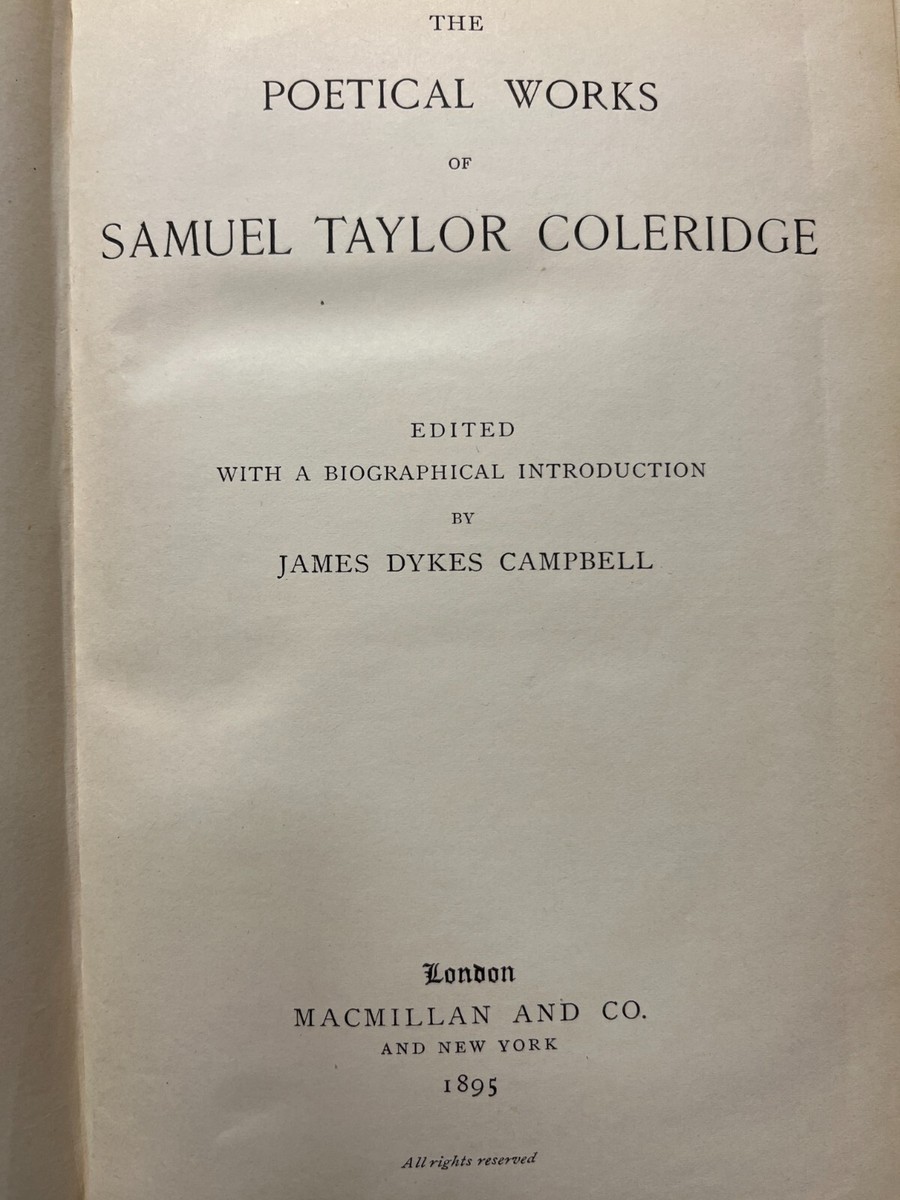 THE
POETICAL WORKS
OF
SAMUEL TAYLOR COLERIDGE
EDITED
WITH A BIOGRAPHICAL INTRODUCTION
BY
JAMES DYKES CAMPBELL
London
MACMILLAN AND CO.
AND NEW YORK
1895
All rights reserved